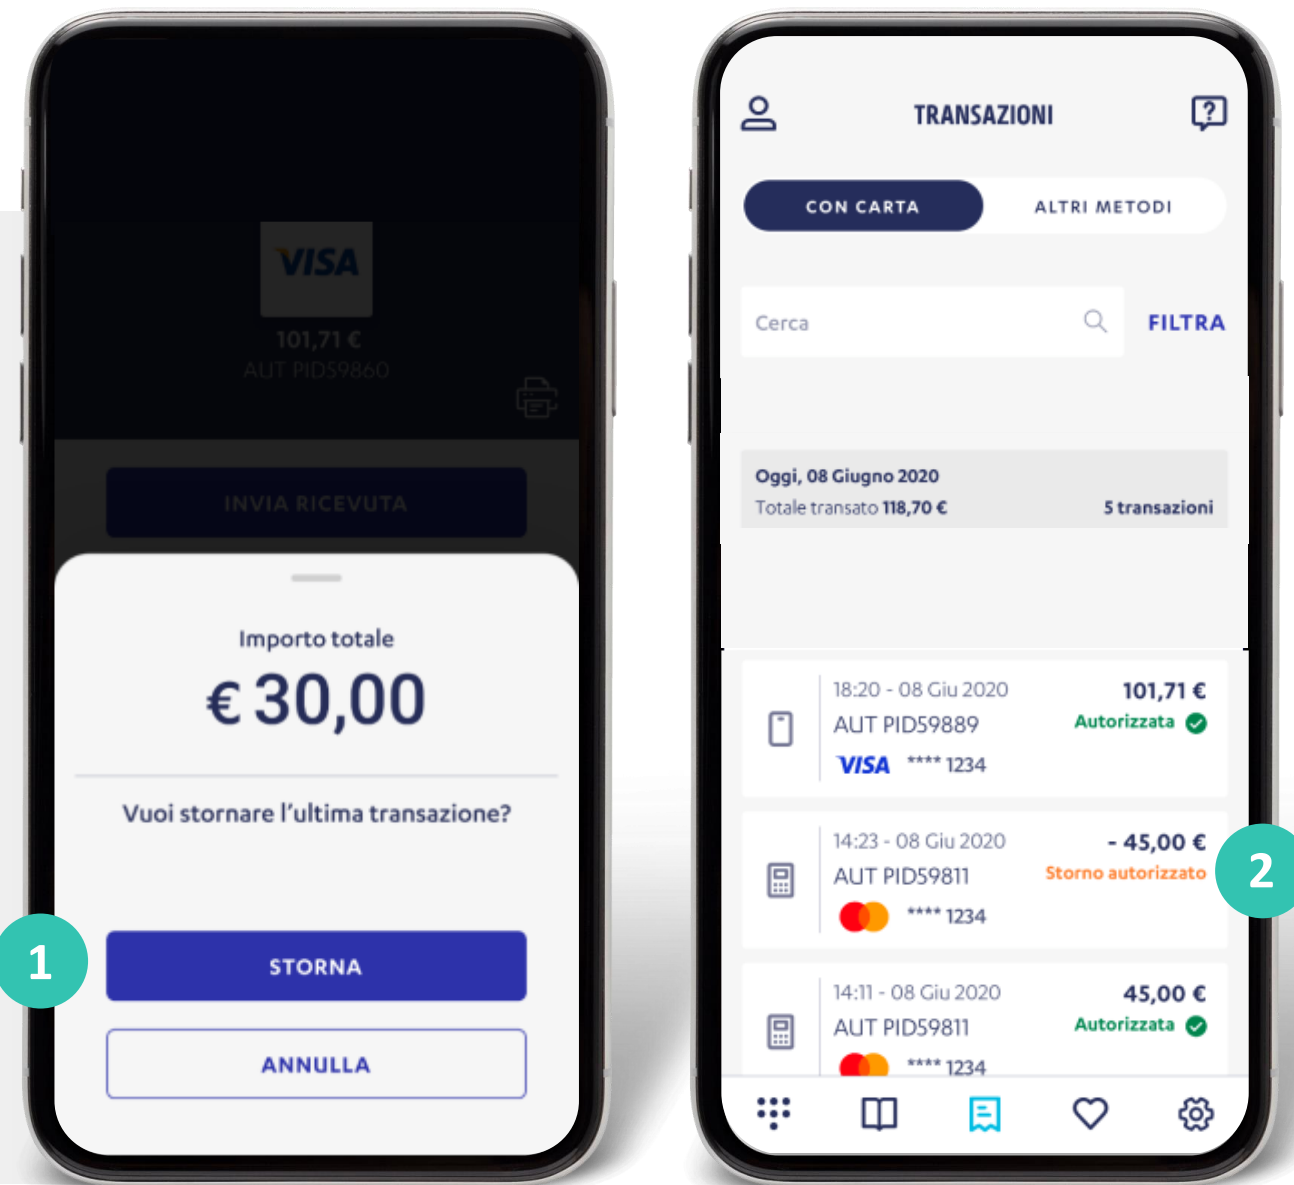 VISA
101,71 €
AUT PID59860
INVIA RICEVUTA
Importo totale
€ 30,00
Vuoi stornare l'ultima transazione?
1
STORNA
ANNULLA
TRANSAZIONI
?
CON CARTA
ALTRI METODI
Cerca
FILTRA
Oggi, 08 Giugno 2020
Totale transato 118,70 €
5 transazioni
18:20 - 08 Giu 2020
101,71 €
AUT PID59889
Autorizzata
VISA **** 1234
14:23 - 08 Giu 2020
- 45,00 €
AUT PID59811
Storno autorizzato
2
**** 1234
14:11 - 08 Giu 2020
45,00 €
AUT PID59811
Autorizzata
**** 1234